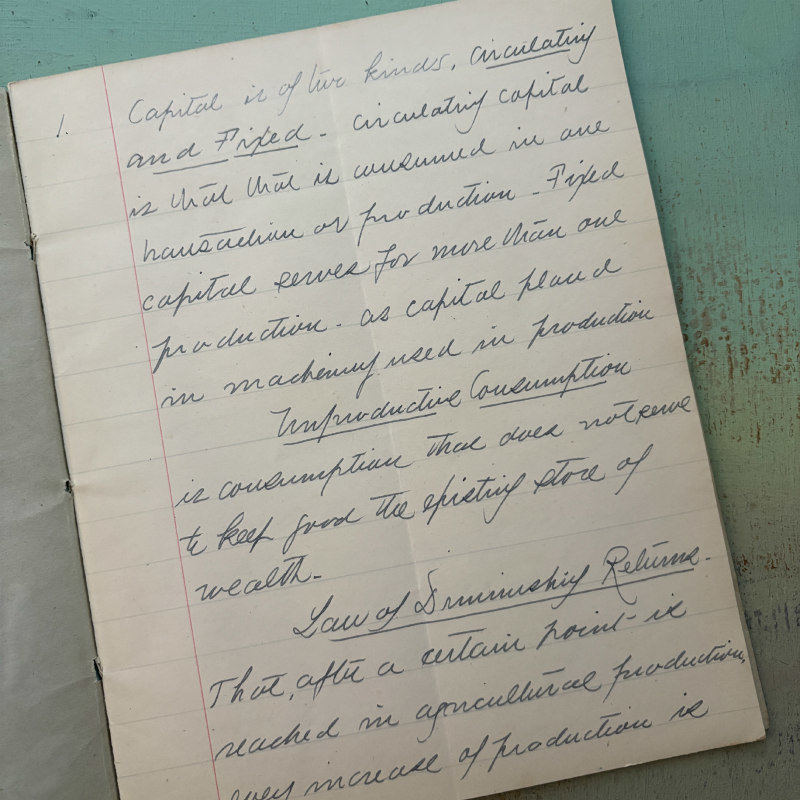 1. Capital is of two kinds, Circulating
and Fixed - Circulating capital
is that that is consumed in one
transaction or production - Fixed
capital serves for more than one
production - as capital placed
in machinery used in production
Unproductive Consumption
is consumption that does not serve
to keep good the existing store of
wealth -
Law of Diminishing Returns -
That, after a certain point is
reached in agricultural production,
every increase of production is